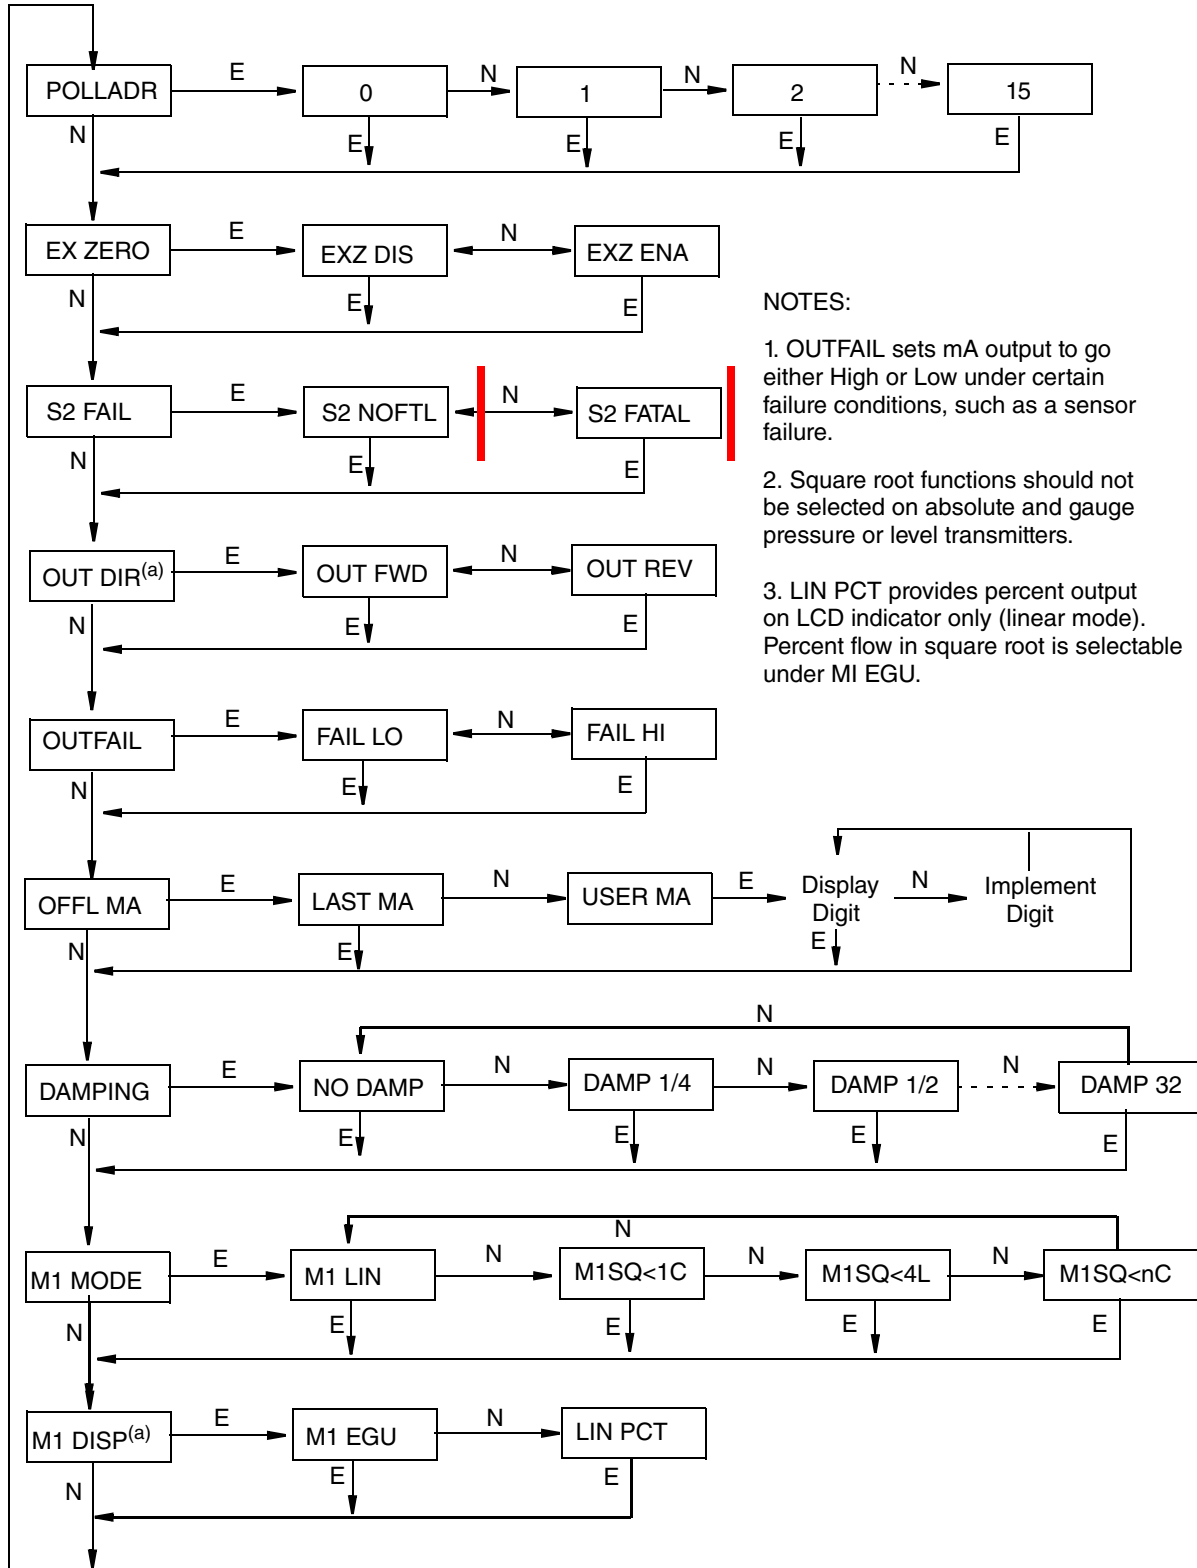 E N N N
POLLADR 0 1 2 15
N E E E E
E N
EX ZERO EXZ DIS EXZ ENA
N E E
NOTES:
1. OUTFAIL sets mA output to go
either High or Low under certain
failure conditions, such as a sensor
failure.
E N
S2 FAIL S2 NOFTL S2 FATAL
N E E
2. Square root functions should not
be selected on absolute and gauge
pressure or level transmitters.
E N
OUT DIR(a) OUT FWD OUT REV
N E E
3. LIN PCT provides percent output
on LCD indicator only (linear mode).
Percent flow in square root is selectable
under MI EGU.
E N
OUTFAIL FAIL LO FAIL HI
N E E
E N E N
OFFL MA LAST MA USER MA Display
Digit Implement
Digit
N E E
N
E N N N
DAMPING NO DAMP DAMP 1/4 DAMP 1/2 DAMP 32
N E E E E
N
E N N N
M1 MODE M1 LIN M1SQ<1C M1SQ<4L M1SQ<nC
N E E E E
E N
M1 DISP(a) M1 EGU LIN PCT
N E E